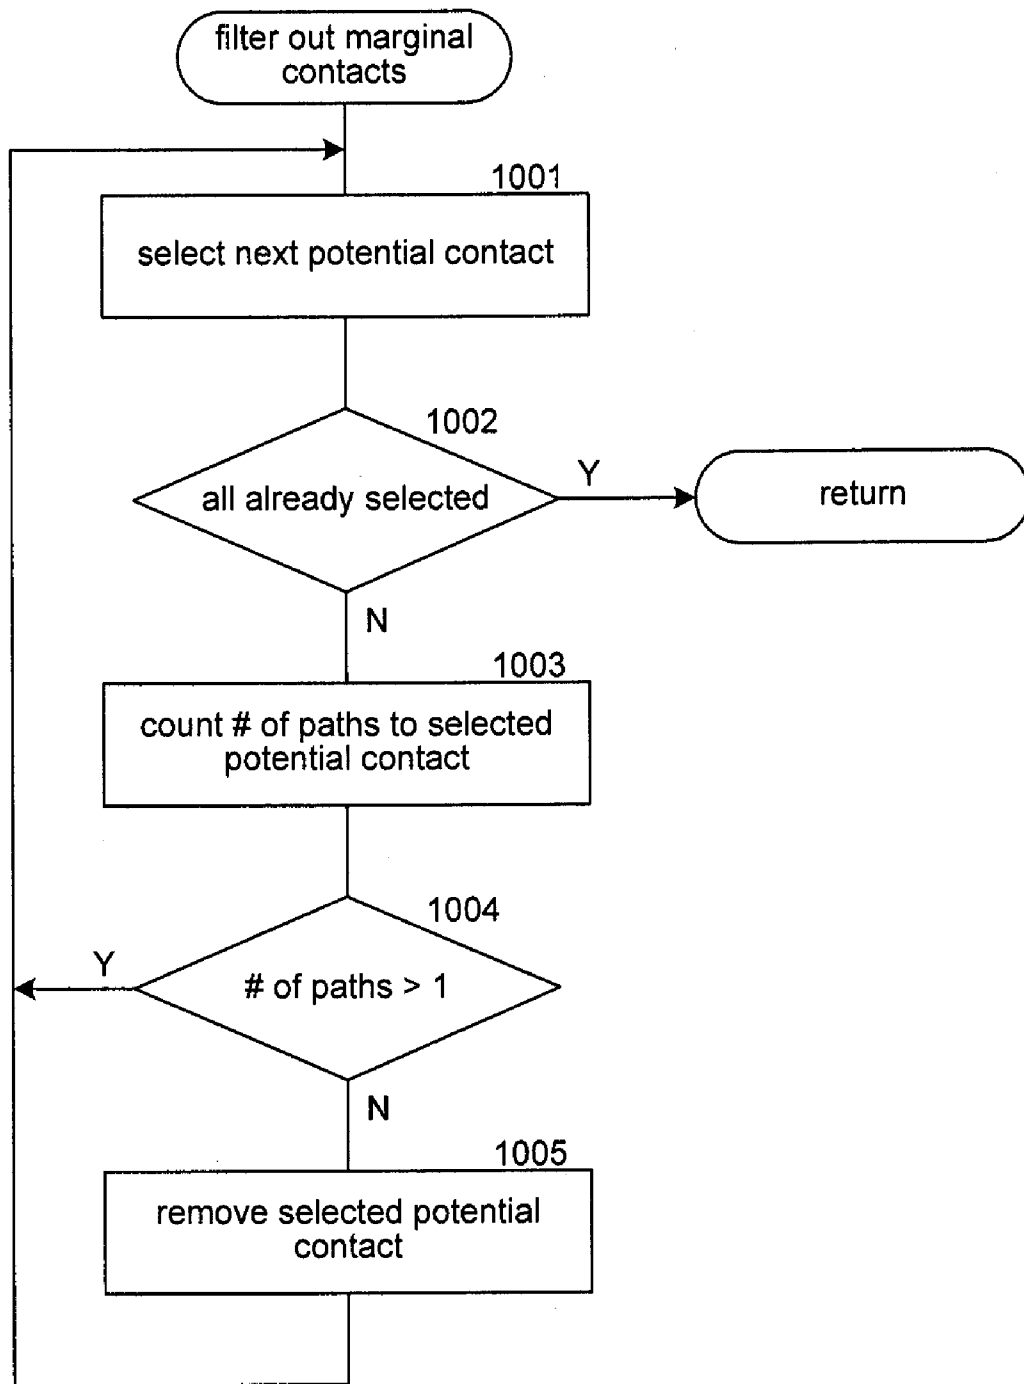 filter out marginal
contacts
1001
select next potential contact
1002
all already selected
Y
return
N
1003
count # of paths to selected
potential contact
1004
Y
# of paths > 1
N
1005
remove selected potential
contact